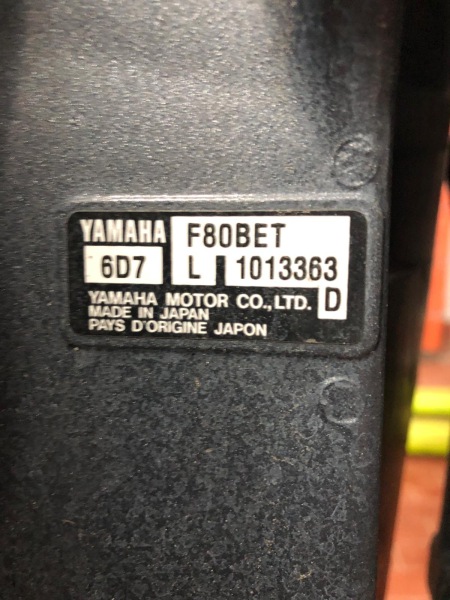 YAMAHA F80BET
6D7 L 1013363
YAMAHA MOTOR CO., LTD. D
MADE IN JAPAN
PAYS D'ORIGINE JAPON